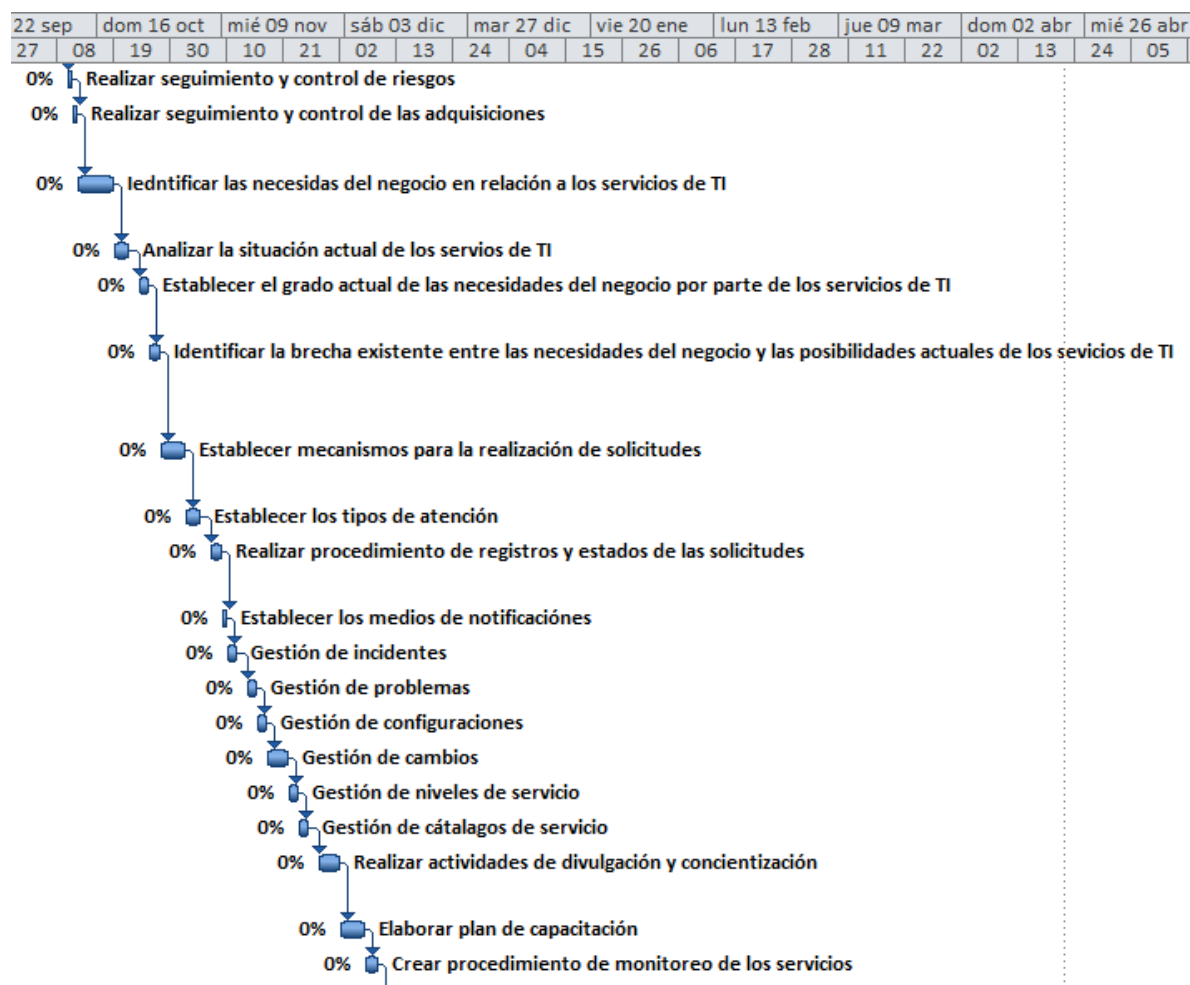 22 sep dom 16 oct mié 09 nov sáb 03 dic mar 27 dic vie 20 ene lun 13 feb jue 09 mar dom 02 abr mié 26 abr
27 08 19 30 10 21 02 13 24 04 15 26 06 17 28 11 22 02 13 24 05
0% Realizar seguimiento y control de riesgos
0% Realizar seguimiento y control de las adquisiciones
0% Iedntificar las necesidas del negocio en relación a los servicios de TI
0% Analizar la situación actual de los servios de TI
0% Establecer el grado actual de las necesidades del negocio por parte de los servicios de TI
0% Identificar la brecha existente entre las necesidades del negocio y las posibilidades actuales de los sevicios de TI
0% Establecer mecanismos para la realización de solicitudes
0% Establecer los tipos de atención
0% Realizar procedimiento de registros y estados de las solicitudes
0% Establecer los medios de notificaciónes
0% Gestión de incidentes
0% Gestión de problemas
0% Gestión de configuraciones
0% Gestión de cambios
0% Gestión de niveles de servicio
0% Gestión de cátalagos de servicio
0% Realizar actividades de divulgación y concientización
0% Elaborar plan de capacitación
0% Crear procedimiento de monitoreo de los servicios